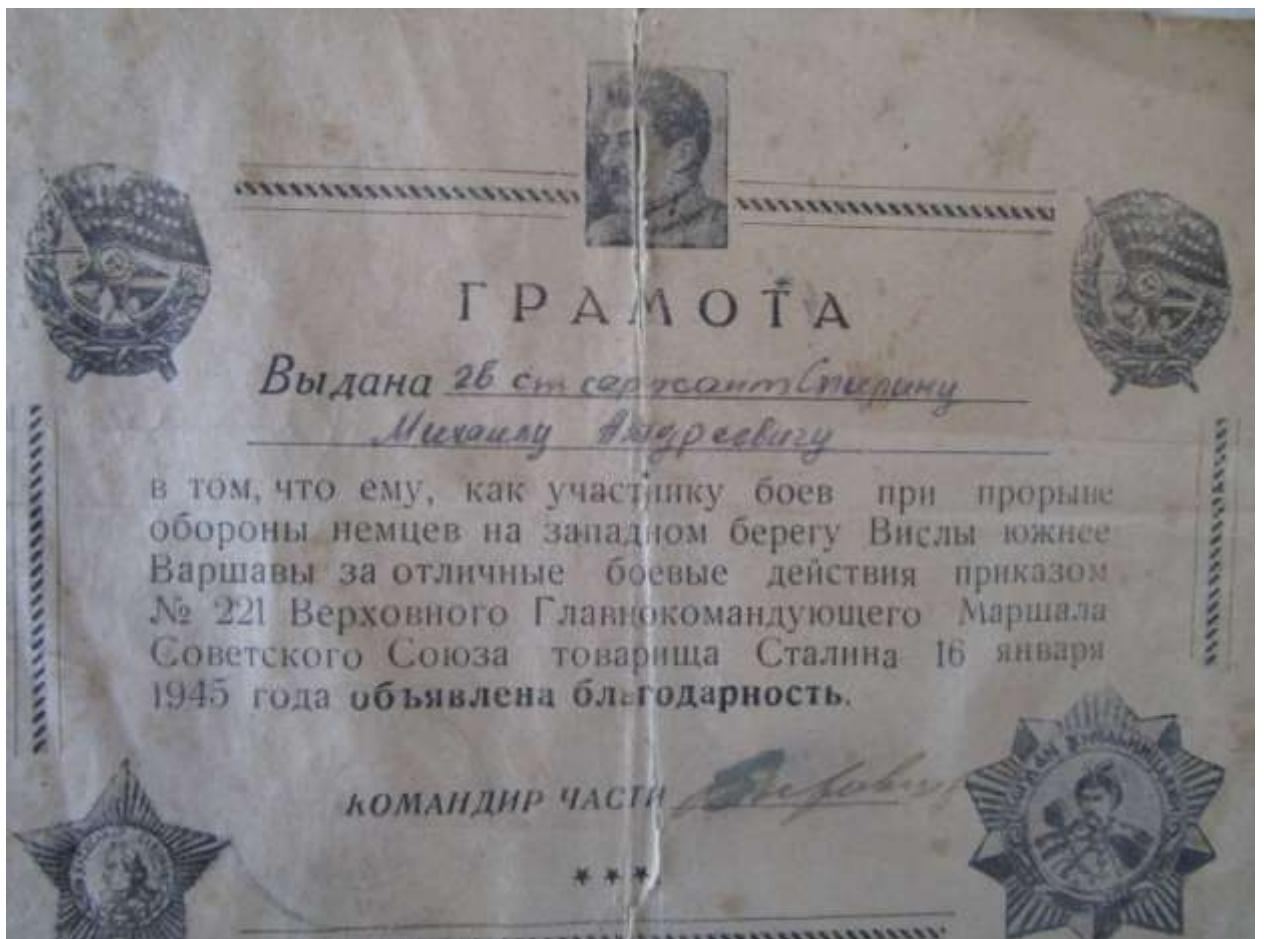 ГРАМОТА
Выдана гв ст сержант Спирину
Михаилу Андреевичу
в том, что ему, как участнику боев при прорыве
обороны немцев на западном берегу Вислы южнее
Варшавы за отличные боевые действия приказом
№ 221 Верховного Главнокомандующего Маршала
Советского Союза товарища Сталина 16 января
1945 года объявлена благодарность.
КОМАНДИР ЧАСТИ
***